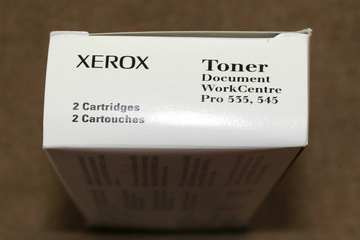 XEROX
Toner
Document
WorkCentre
Pro 535, 545
2 Cartridges
2 Cartouches